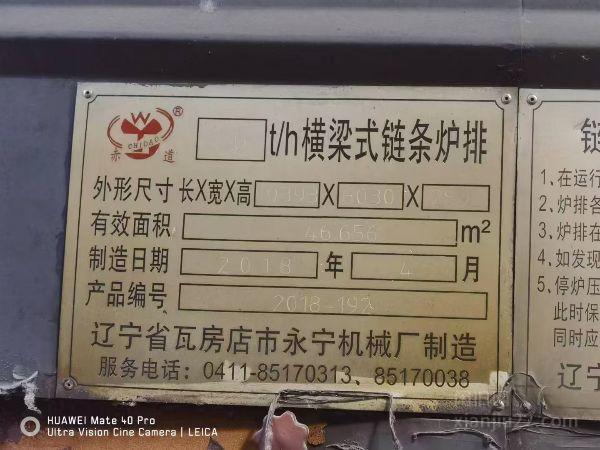 CHIDAO
赤道
®
t/h横梁式链条炉排
外形尺寸 长X宽X高 X X
有效面积 46.656 m²
制造日期 2018 年 4 月
产品编号
辽宁省瓦房店市永宁机械厂制造
服务电话：0411-85170313、85170038
链
1、在运行
2、炉排各
3、炉排在
4、如发现
5、停炉压
此时保
同时应
辽宁
HUAWEI Mate 40 Pro
Ultra Vision Cine Camera | LEICA